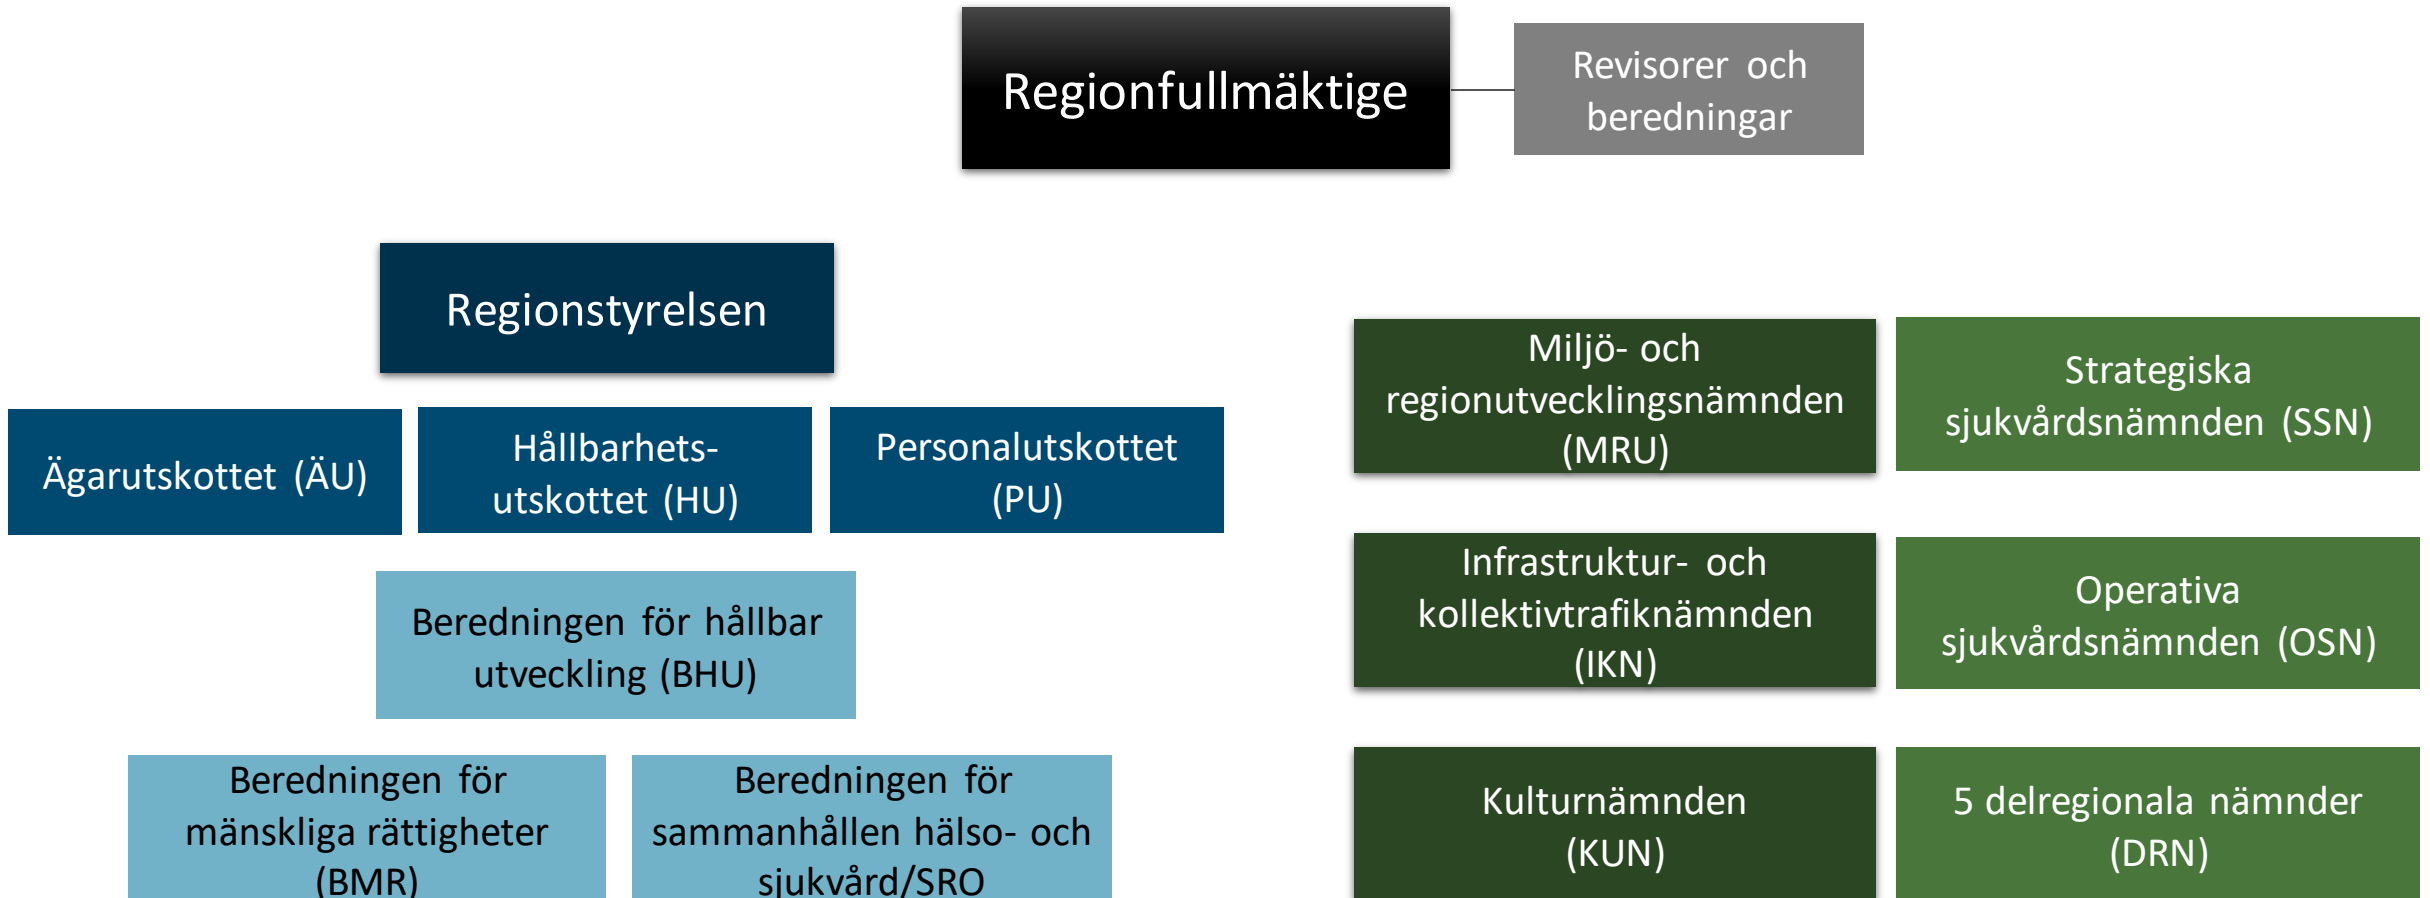 Regionfullmäktige
Revisorer och
beredningar
Regionstyrelsen
Ägarutskottet (ÄU)
Hållbarhets-
utskottet (HU)
Personalutskottet
(PU)
Beredningen för hållbar
utveckling (BHU)
Beredningen för
mänskliga rättigheter
(BMR)
Beredningen för
sammanhållen hälso- och
sjukvård/SRO
Miljö- och
regionutvecklingsnämnden
(MRU)
Strategiska
sjukvårdsnämnden (SSN)
Infrastruktur- och
kollektivtrafiknämnden
(IKN)
Operativa
sjukvårdsnämnden (OSN)
Kulturnämnden
(KUN)
5 delregionala nämnder
(DRN)